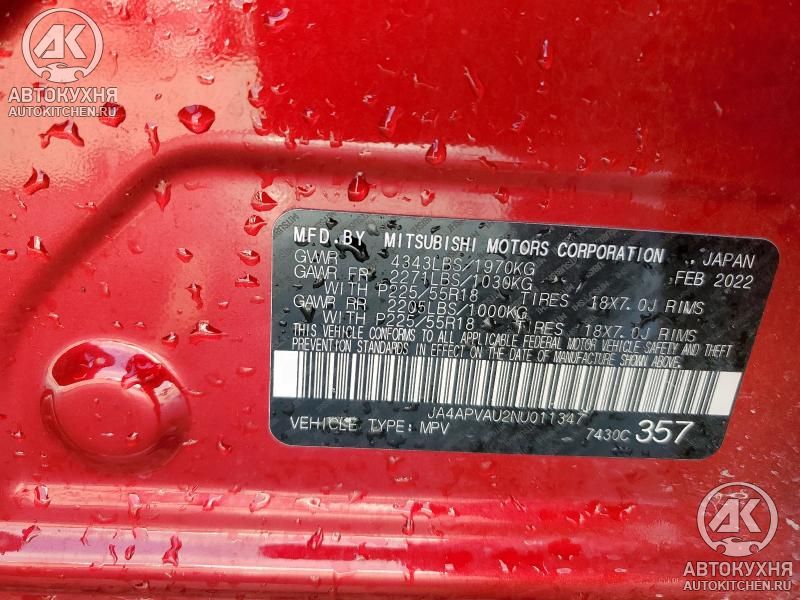 АК
АВТОКУХНЯ
AUTOKITCHEN.RU
MFD.BY MITSUBISHI MOTORS CORPORATION , JAPAN
GVWR 4343LBS/1970KG FEB 2022
GAWR FR 2271LBS/1030KG
WITH P225/55R18 TIRES 18X7.0J RIMS
GAWR RR 2205LBS/1000KG
WITH P225/55R18 TIRES 18X7.0J RIMS
THIS VEHICLE CONFORMS TO ALL APPLICABLE FEDERAL MOTOR VEHICLE SAFETY AND THEFT
PREVENTION STANDARDS IN EFFECT ON THE DATE OF MANUFACTURE SHOWN ABOVE.
JA4APVAU2NU011347
VEHICLE TYPE: MPV 7430C 357
АК
АВТОКУХНЯ
AUTOKITCHEN.RU